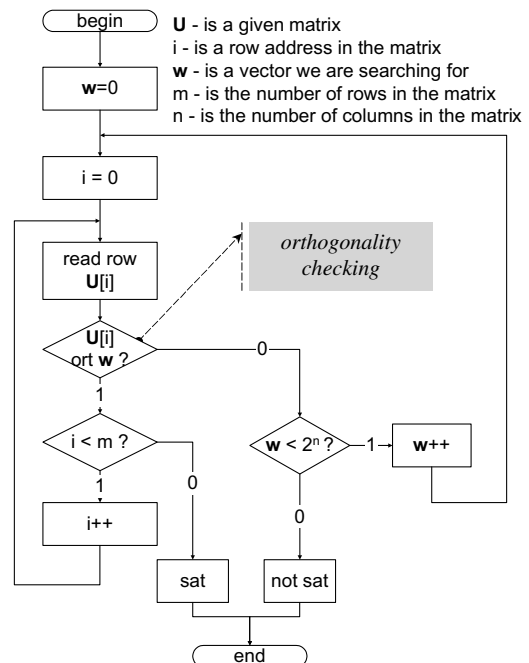 begin
U - is a given matrix
i - is a row address in the matrix
w - is a vector we are searching for
m - is the number of rows in the matrix
n - is the number of columns in the matrix
w=0
i = 0
read row
U[i]
orthogonality
checking
U[i]
ort w ?
0
1
i < m ?
w < 2ⁿ ?
1
w++
1
0
0
i++
sat
not sat
end